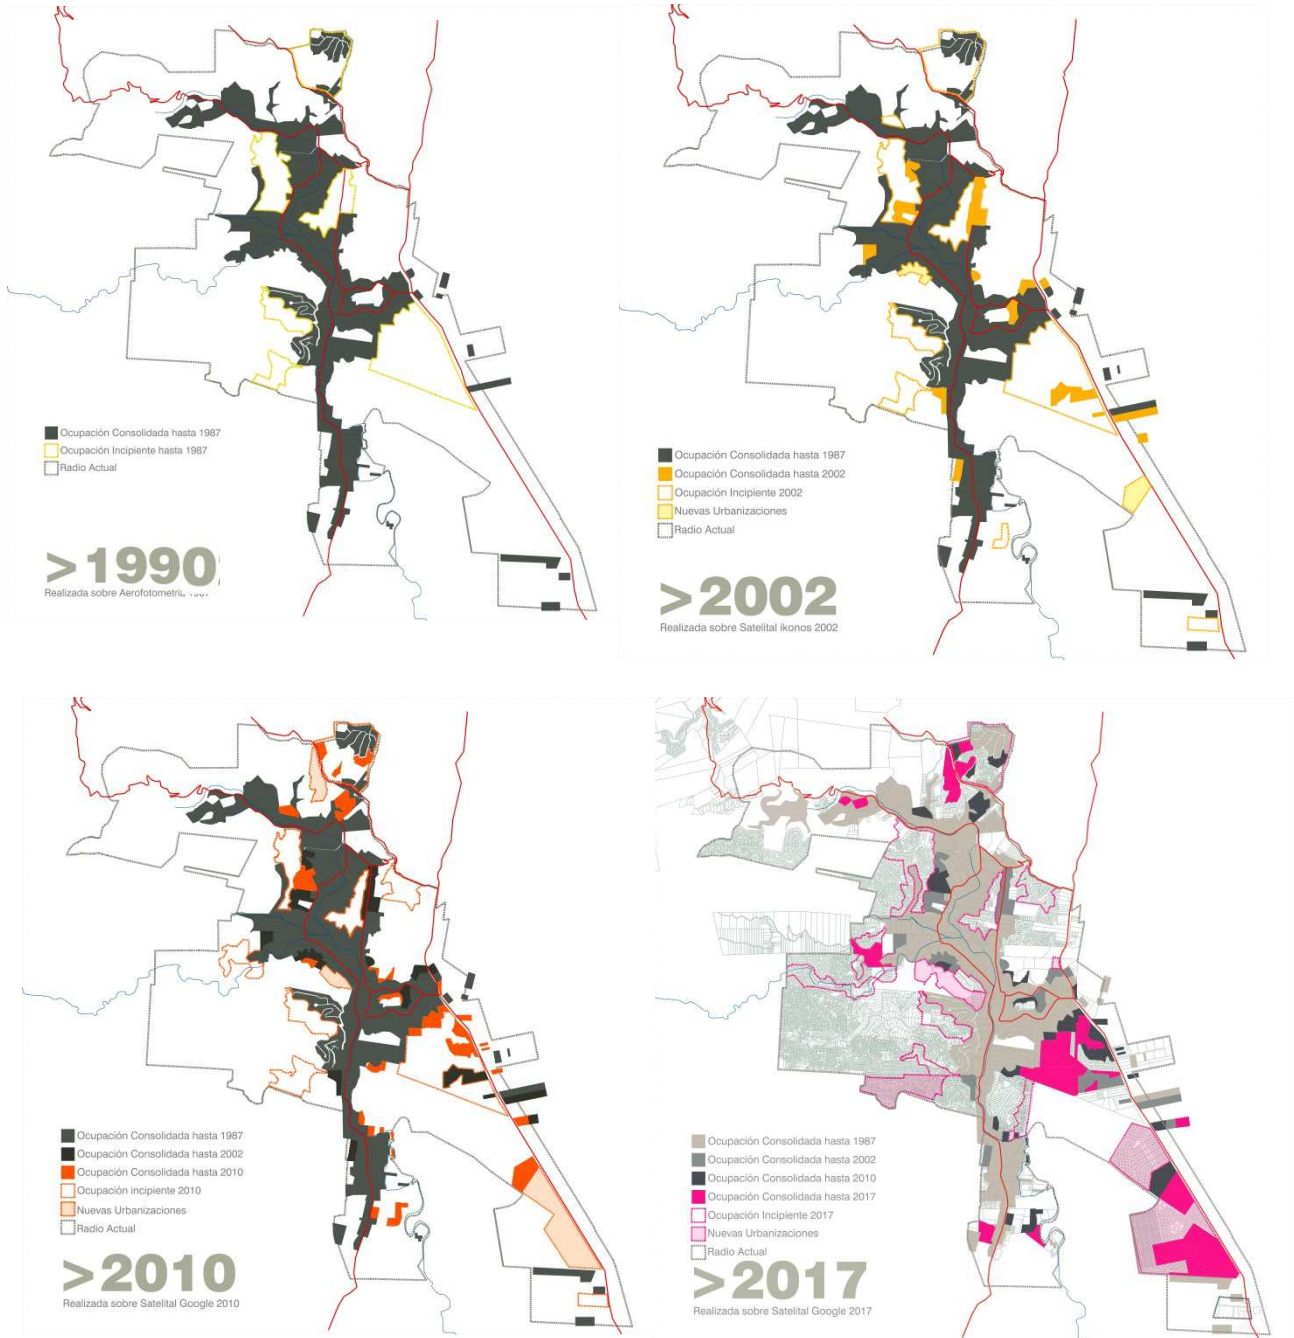 Ocupación Consolidada hasta 1987
Ocupación Incipiente hasta 1987
Radio Actual
>1990
Realizada sobre Aerofotometría 1987
Ocupación Consolidada hasta 1987
Ocupación Consolidada hasta 2002
Ocupación Incipiente 2002
Nuevas Urbanizaciones
Radio Actual
>2002
Realizada sobre Satelital ikonos 2002
Ocupación Consolidada hasta 1987
Ocupación Consolidada hasta 2002
Ocupación Consolidada hasta 2010
Ocupación incipiente 2010
Nuevas Urbanizaciones
Radio Actual
>2010
Realizada sobre Satelital Google 2010
Ocupación Consolidada hasta 1987
Ocupación Consolidada hasta 2002
Ocupación Consolidada hasta 2010
Ocupación Consolidada hasta 2017
Ocupación Incipiente 2017
Nuevas Urbanizaciones
Radio Actual
>2017
Realizada sobre Satelital Google 2017